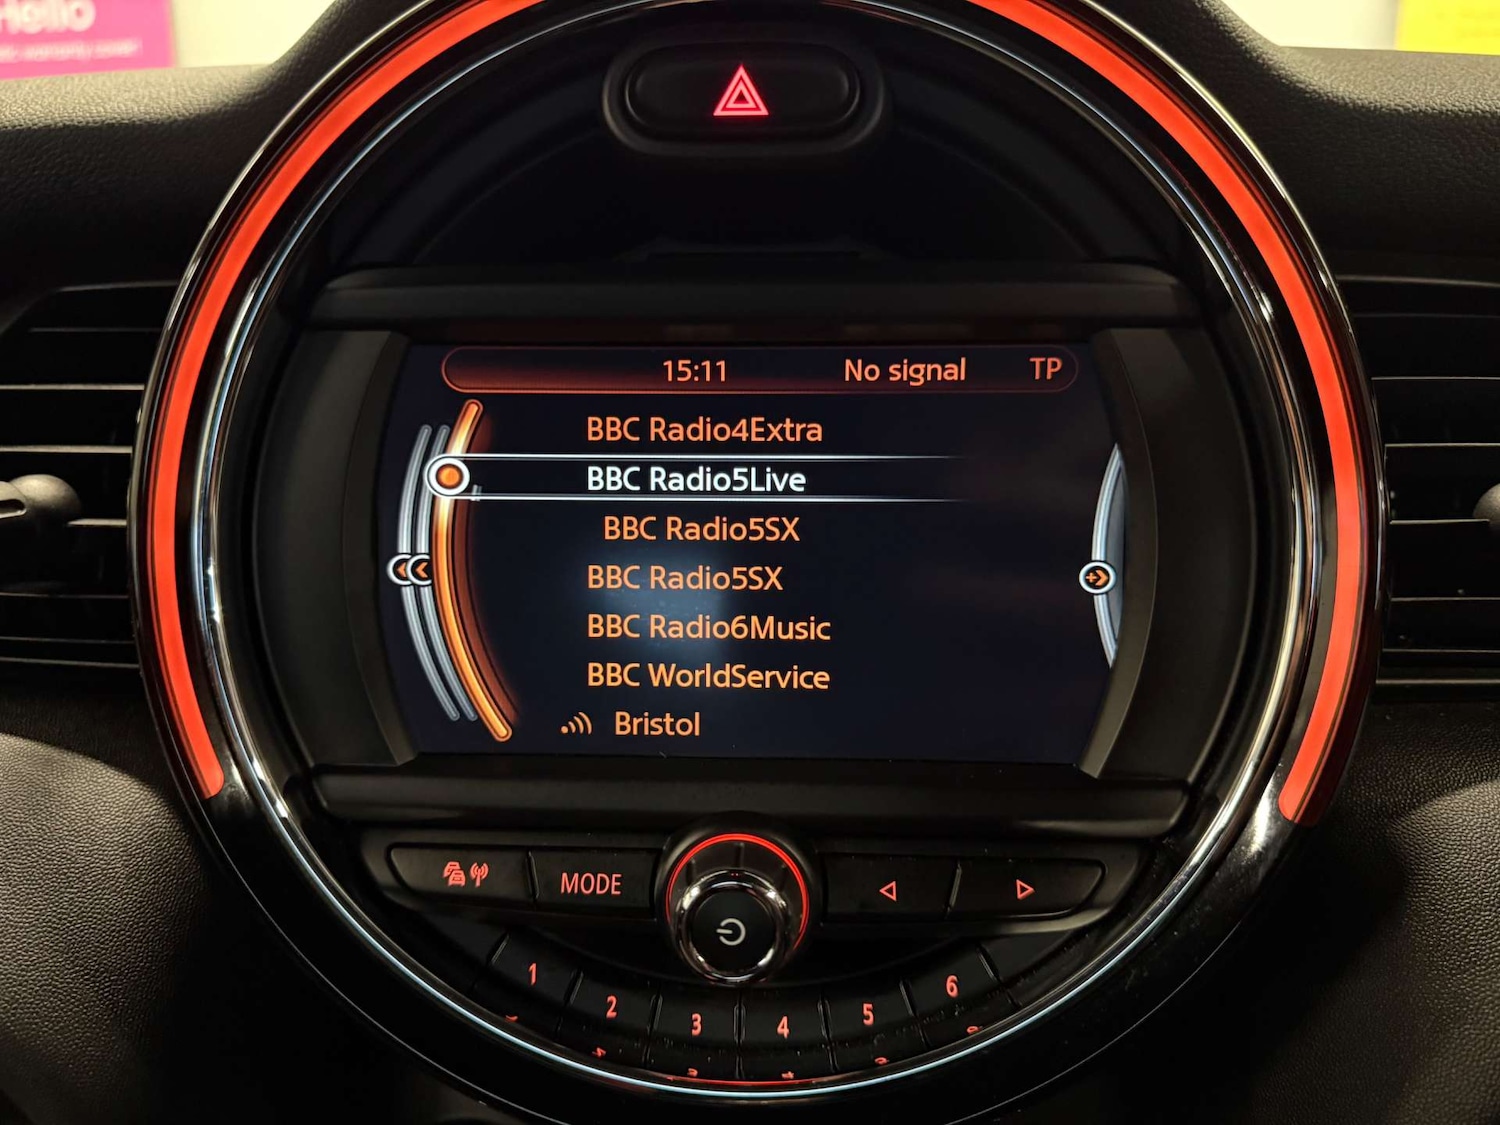 Hello
15:11 No signal TP
BBC Radio4Extra
BBC Radio5Live
BBC Radio5SX
BBC Radio5SX
BBC Radio6Music
BBC WorldService
Bristol
MODE
1 2 3 4 5 6